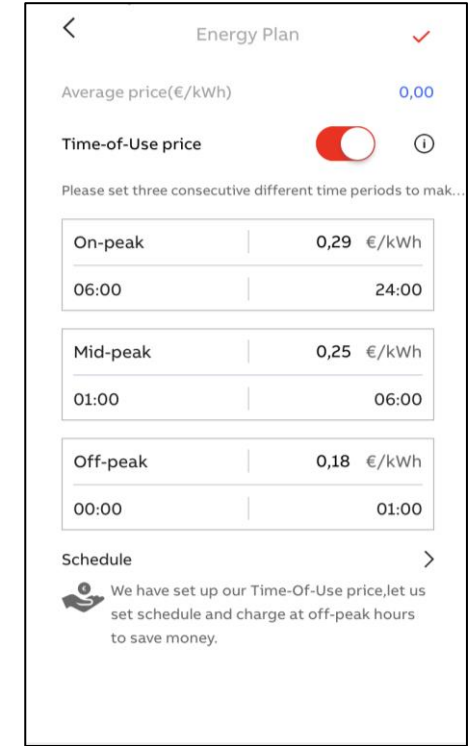 Energy Plan
Average price(€/kWh) 0,00
Time-of-Use price
Please set three consecutive different time periods to mak...
On-peak 0,29 €/kWh
06:00 24:00
Mid-peak 0,25 €/kWh
01:00 06:00
Off-peak 0,18 €/kWh
00:00 01:00
Schedule
We have set up our Time-Of-Use price,let us
set schedule and charge at off-peak hours
to save money.